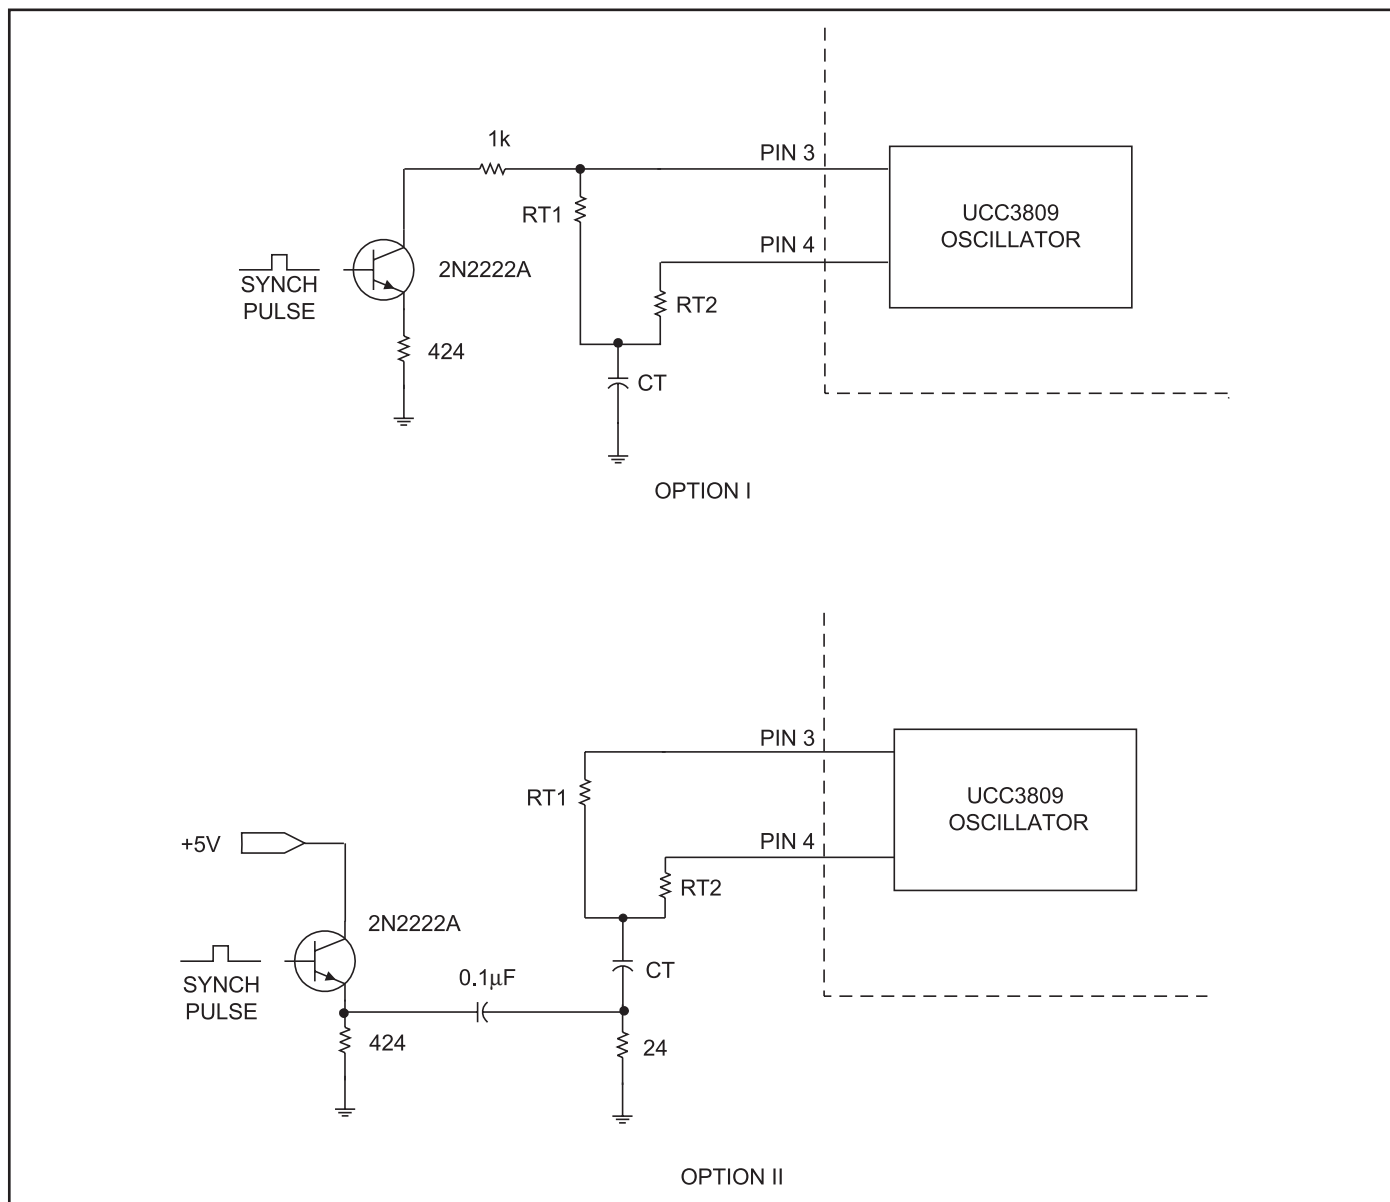 1k
PIN 3
RT1
UCC3809
OSCILLATOR
PIN 4
2N2222A
SYNCH
PULSE
RT2
424
CT
OPTION I
PIN 3
RT1
UCC3809
OSCILLATOR
+5V
PIN 4
RT2
2N2222A
SYNCH
PULSE
0.1µF
CT
424
24
OPTION II